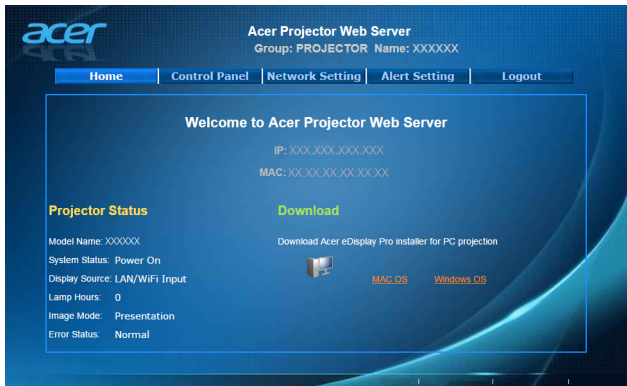 acer
Acer Projector Web Server
Group: PROJECTOR Name: XXXXXX
Home Control Panel Network Setting Alert Setting Logout
Welcome to Acer Projector Web Server
IP: XXX.XXX.XXX.XXX
MAC: XX.XX.XX.XX.XX.XX
Projector Status Download
Model Name: XXXXXX Download Acer eDisplay Pro installer for PC projection
System Status: Power On
Display Source: LAN/WiFi Input MAC OS Windows OS
Lamp Hours: 0
Image Mode: Presentation
Error Status: Normal